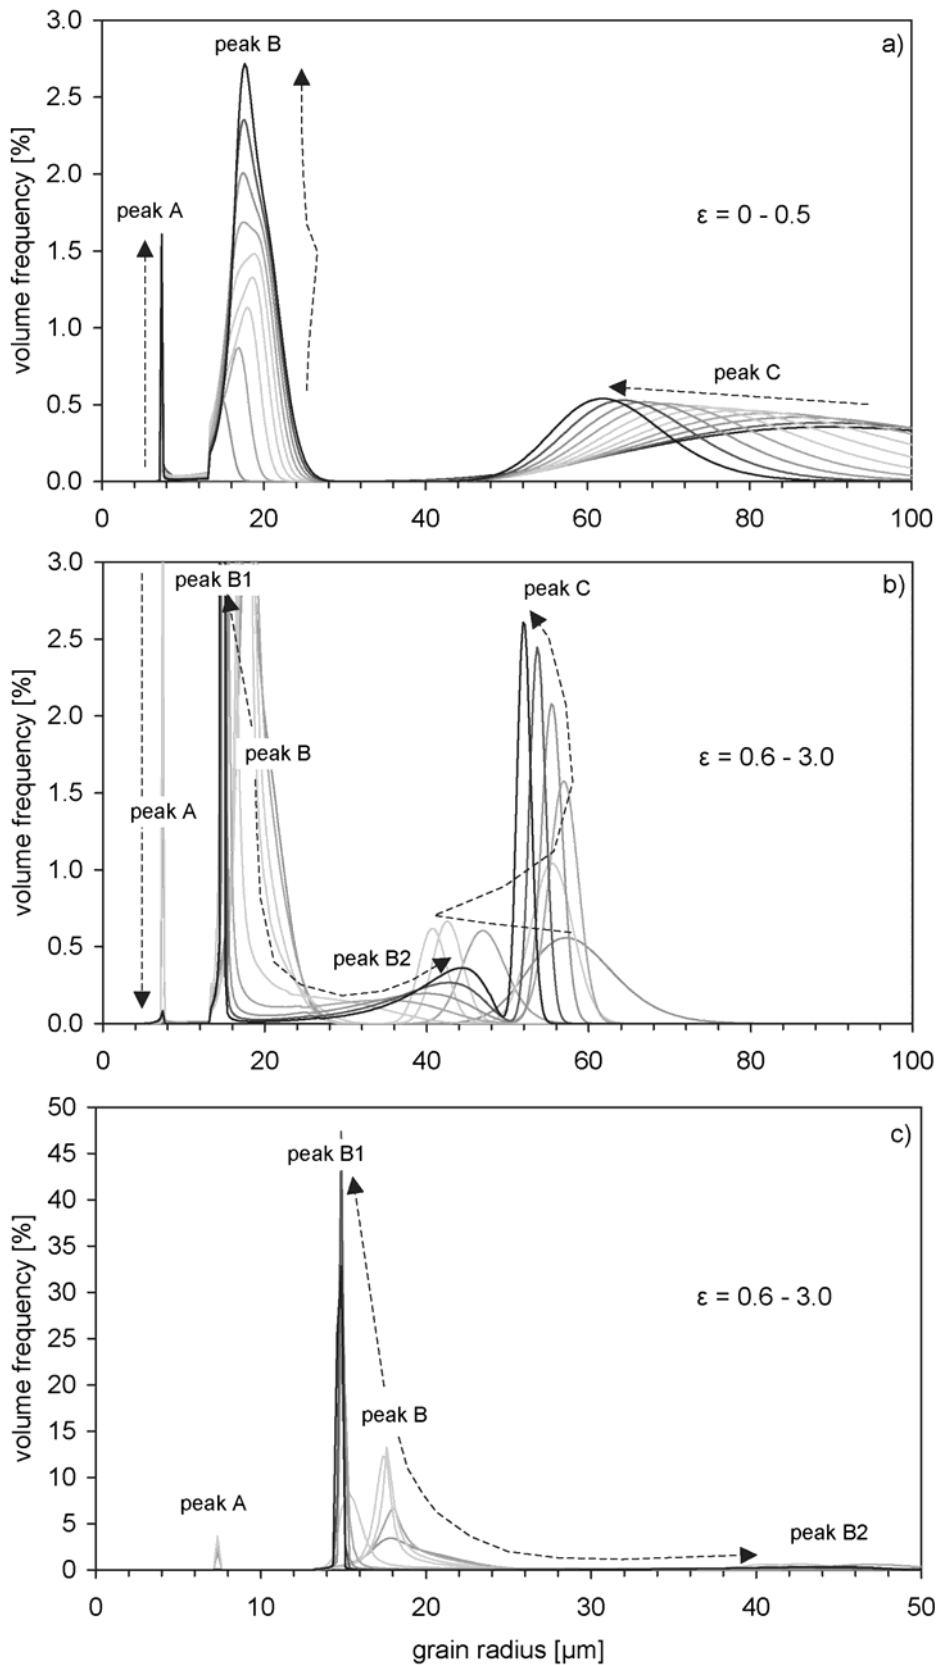 3.0
a)
peak B
2.5
2.0
peak A
ε = 0 - 0.5
1.5
1.0
peak C
0.5
0.0
0 20 40 60 80 100
volume frequency [%]
3.0
b)
peak B1
peak C
2.5
2.0
peak B
ε = 0.6 - 3.0
1.5
peak A
1.0
peak B2
0.5
0.0
0 20 40 60 80 100
volume frequency [%]
50
c)
45
peak B1
40
35
30
ε = 0.6 - 3.0
25
20
peak B
15
10
peak A
peak B2
5
0
0 10 20 30 40 50
volume frequency [%]
grain radius [µm]